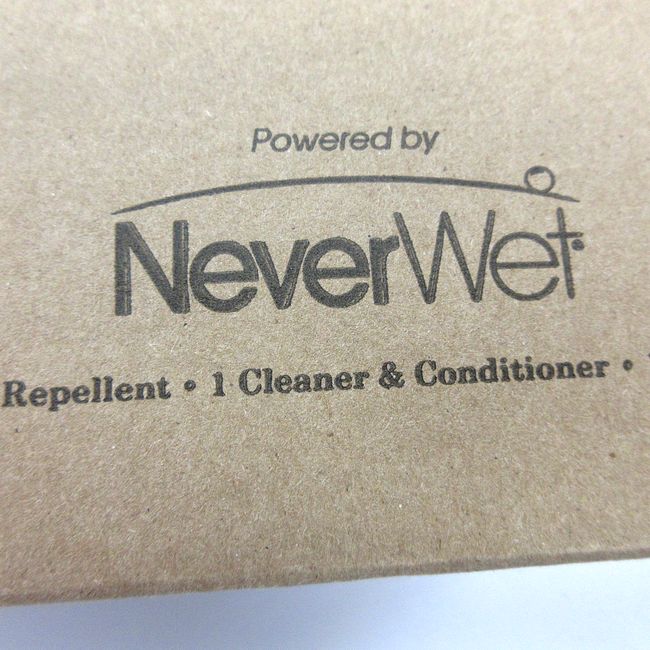 Powered by
NeverWet®
Repellent • 1 Cleaner & Conditioner •